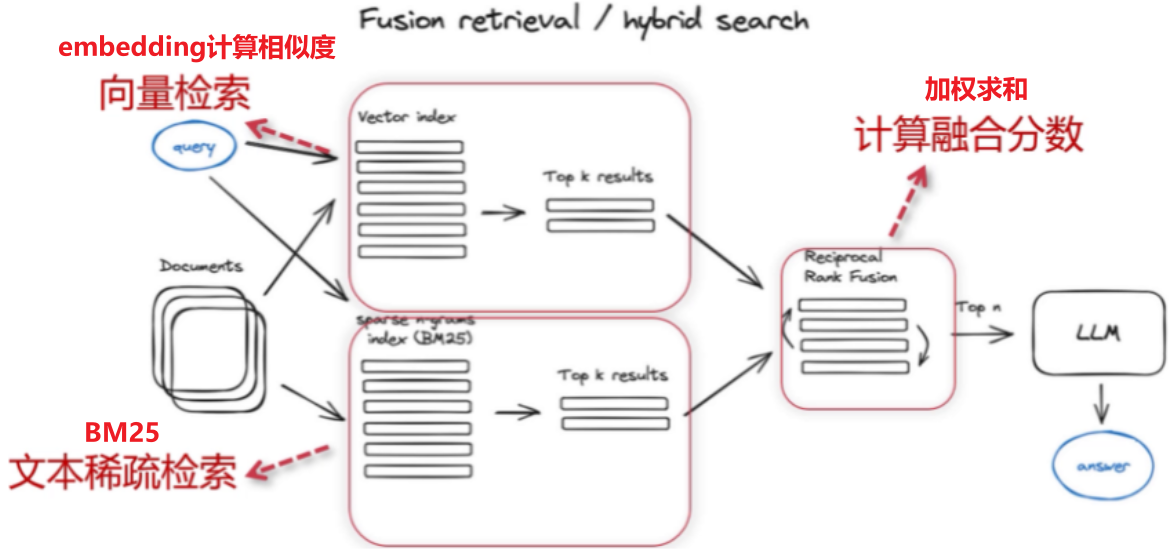 Fusion retrieval / hybrid search
embedding计算相似度
向量检索
query
Vector index
Top k results
加权求和
计算融合分数
Documents
Reciprocal
Rank Fusion
Top n
LLM
sparse n-grams
index (BM25)
Top k results
BM25
文本稀疏检索
answer